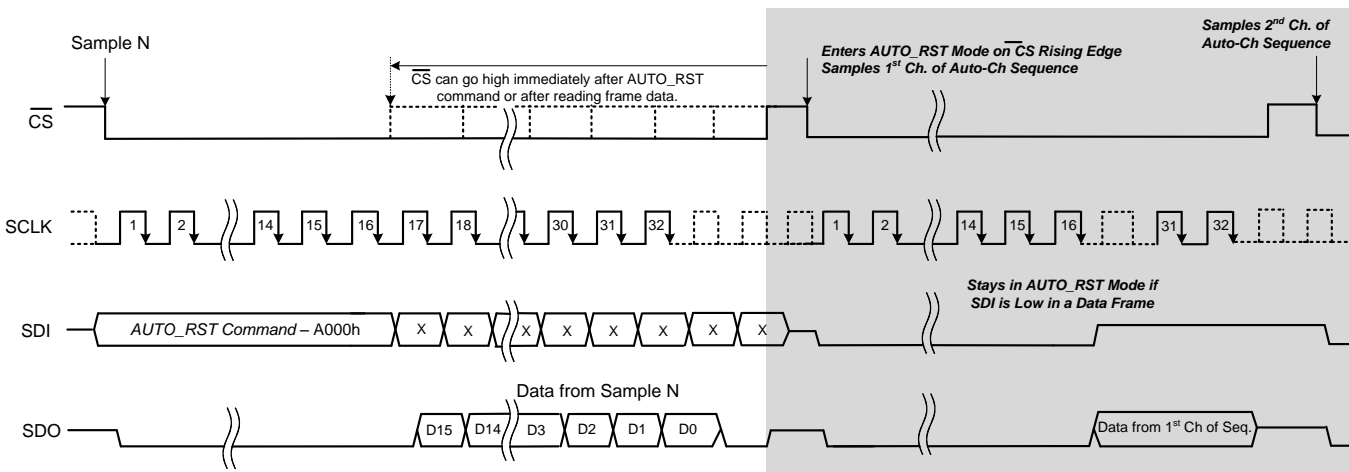 Sample N
CS can go high immediately after AUTO_RST
command or after reading frame data.
Enters AUTO_RST Mode on CS Rising Edge
Samples 1st Ch. of Auto-Ch Sequence
Samples 2nd Ch. of
Auto-Ch Sequence
CS
SCLK
1 2 14 15 16 17 18 30 31 32 1 2 14 15 16 31 32
Stays in AUTO_RST Mode if
SDI is Low in a Data Frame
SDI
AUTO_RST Command – A000h X X X X X X X X
Data from Sample N
SDO
D15 D14 D3 D2 D1 D0
Data from 1st Ch of Seq.